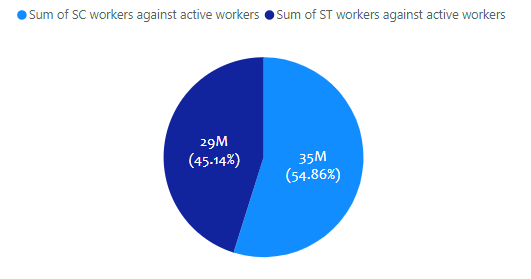 Sum of SC workers against active workers Sum of ST workers against active workers
29M
(45.14%)
35M
(54.86%)